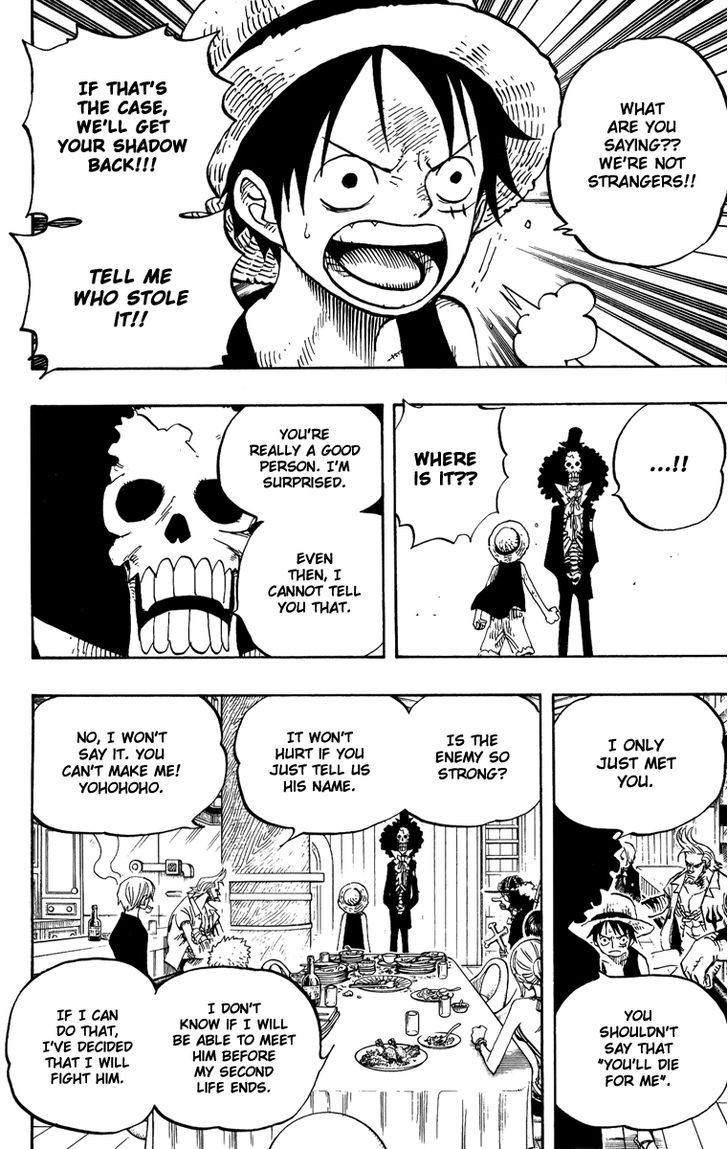 WHAT
ARE YOU
SAYING??
WE'RE NOT
STRANGERS!!
IF THAT'S
THE CASE,
WE'LL GET
YOUR SHADOW
BACK!!!
TELL ME
WHO STOLE
IT!!
...!!
WHERE
IS IT??
YOU'RE
REALLY A GOOD
PERSON. I'M
SURPRISED.
EVEN
THEN, I
CANNOT TELL
YOU THAT.
I ONLY
JUST MET
YOU.
YOU
SHOULDN'T
SAY THAT
"YOU'LL DIE
FOR ME".
IS THE
ENEMY SO
STRONG?
IT WON'T
HURT IF YOU
JUST TELL US
HIS NAME.
NO, I WON'T
SAY IT. YOU
CAN'T MAKE ME!
YOHOHOHO.
I DON'T
KNOW IF I WILL
BE ABLE TO MEET
HIM BEFORE
MY SECOND
LIFE ENDS.
IF I CAN
DO THAT,
I'VE DECIDED
THAT I WILL
FIGHT HIM.